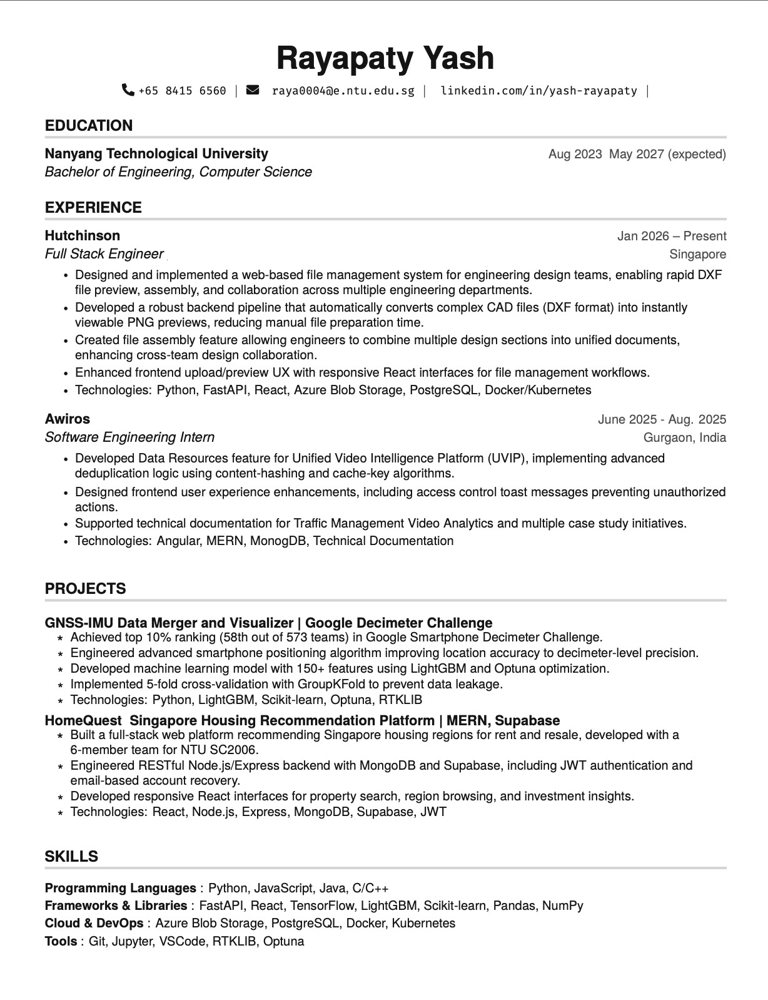 Rayapaty Yash
+65 8415 6560 | raya0004@e.ntu.edu.sg | linkedin.com/in/yash-rayapaty |
EDUCATION
Nanyang Technological University Aug 2023 May 2027 (expected)
Bachelor of Engineering, Computer Science
EXPERIENCE
Hutchinson Jan 2026 – Present
Full Stack Engineer Singapore
• Designed and implemented a web-based file management system for engineering design teams, enabling rapid DXF
file preview, assembly, and collaboration across multiple engineering departments.
• Developed a robust backend pipeline that automatically converts complex CAD files (DXF format) into instantly
viewable PNG previews, reducing manual file preparation time.
• Created file assembly feature allowing engineers to combine multiple design sections into unified documents,
enhancing cross-team design collaboration.
• Enhanced frontend upload/preview UX with responsive React interfaces for file management workflows.
• Technologies: Python, FastAPI, React, Azure Blob Storage, PostgreSQL, Docker/Kubernetes
Awiros June 2025 - Aug. 2025
Software Engineering Intern Gurgaon, India
• Developed Data Resources feature for Unified Video Intelligence Platform (UVIP), implementing advanced
deduplication logic using content-hashing and cache-key algorithms.
• Designed frontend user experience enhancements, including access control toast messages preventing unauthorized
actions.
• Supported technical documentation for Traffic Management Video Analytics and multiple case study initiatives.
• Technologies: Angular, MERN, MonogDB, Technical Documentation
PROJECTS
GNSS-IMU Data Merger and Visualizer | Google Decimeter Challenge
* Achieved top 10% ranking (58th out of 573 teams) in Google Smartphone Decimeter Challenge.
* Engineered advanced smartphone positioning algorithm improving location accuracy to decimeter-level precision.
* Developed machine learning model with 150+ features using LightGBM and Optuna optimization.
* Implemented 5-fold cross-validation with GroupKFold to prevent data leakage.
* Technologies: Python, LightGBM, Scikit-learn, Optuna, RTKLIB
HomeQuest Singapore Housing Recommendation Platform | MERN, Supabase
* Built a full-stack web platform recommending Singapore housing regions for rent and resale, developed with a
6-member team for NTU SC2006.
* Engineered RESTful Node.js/Express backend with MongoDB and Supabase, including JWT authentication and
email-based account recovery.
* Developed responsive React interfaces for property search, region browsing, and investment insights.
* Technologies: React, Node.js, Express, MongoDB, Supabase, JWT
SKILLS
Programming Languages : Python, JavaScript, Java, C/C++
Frameworks & Libraries : FastAPI, React, TensorFlow, LightGBM, Scikit-learn, Pandas, NumPy
Cloud & DevOps : Azure Blob Storage, PostgreSQL, Docker, Kubernetes
Tools : Git, Jupyter, VSCode, RTKLIB, Optuna